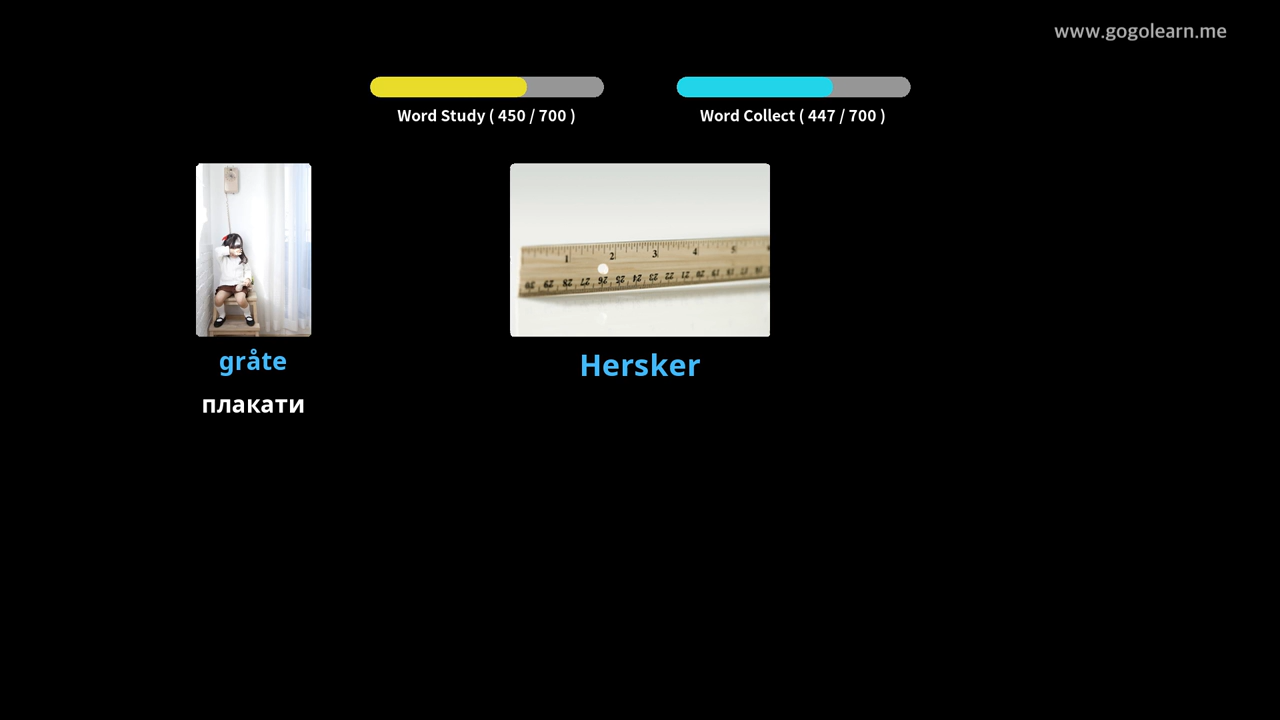 www.gogolearn.me
Word Study ( 450 / 700 )
Word Collect ( 447 / 700 )
gråte
плакати
Hersker